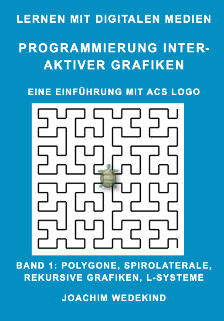 LERNEN MIT DIGITALEN MEDIEN
PROGRAMMIERUNG INTER-
AKTIVER GRAFIKEN
EINE EINFÜHRUNG MIT ACS LOGO
BAND 1: POLYGONE, SPIROLATERALE,
REKURSIVE GRAFIKEN, L-SYSTEME
JOACHIM WEDEKIND